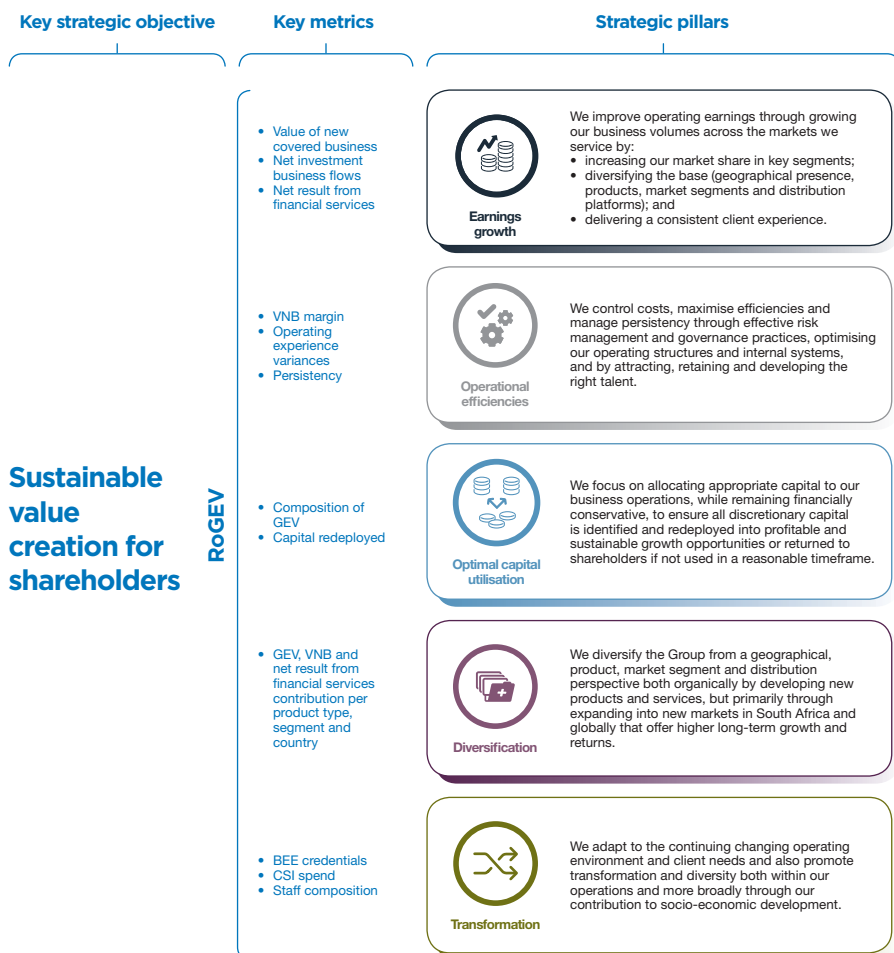 Key strategic objective
Key metrics
Strategic pillars
Sustainable
value
creation for
shareholders
RoGEV
• Value of new
covered business
• Net investment
business flows
• Net result from
financial services
Earnings
growth
We improve operating earnings through growing
our business volumes across the markets we
service by:
• increasing our market share in key segments;
• diversifying the base (geographical presence,
products, market segments and distribution
platforms); and
• delivering a consistent client experience.
• VNB margin
• Operating
experience
variances
• Persistency
Operational
efficiencies
We control costs, maximise efficiencies and
manage persistency through effective risk
management and governance practices, optimising
our operating structures and internal systems,
and by attracting, retaining and developing the
right talent.
• Composition of
GEV
• Capital redeployed
Optimal capital
utilisation
We focus on allocating appropriate capital to our
business operations, while remaining financially
conservative, to ensure all discretionary capital
is identified and redeployed into profitable and
sustainable growth opportunities or returned to
shareholders if not used in a reasonable timeframe.
• GEV, VNB and
net result from
financial services
contribution per
product type,
segment and
country
Diversification
We diversify the Group from a geographical,
product, market segment and distribution
perspective both organically by developing new
products and services, but primarily through
expanding into new markets in South Africa and
globally that offer higher long-term growth and
returns.
• BEE credentials
• CSI spend
• Staff composition
Transformation
We adapt to the continuing changing operating
environment and client needs and also promote
transformation and diversity both within our
operations and more broadly through our
contribution to socio-economic development.